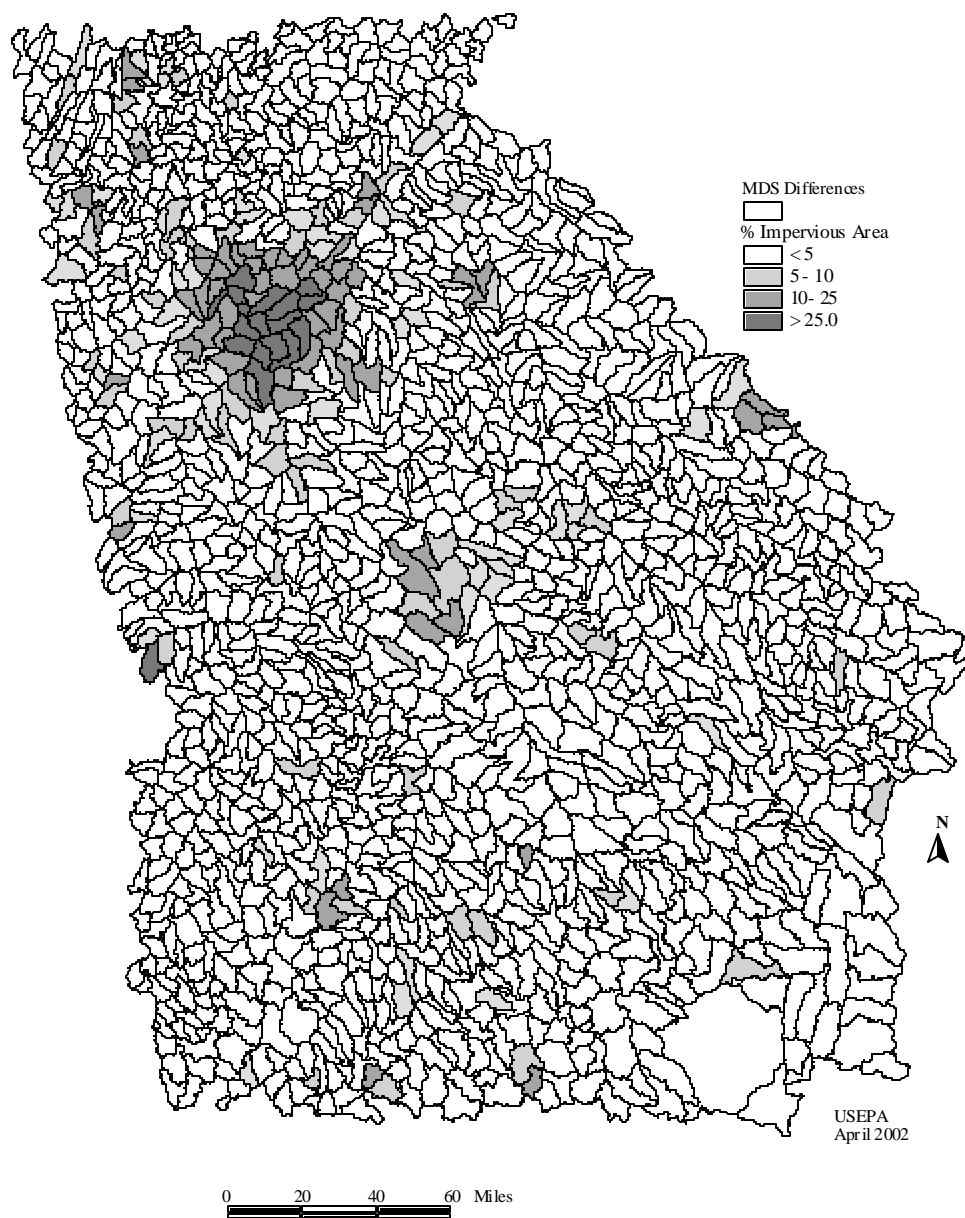 MDS Differences
% Impervious Area
< 5
5 - 10
10- 25
> 25.0
N
USEPA
April 2002
0 20 40 60 Miles